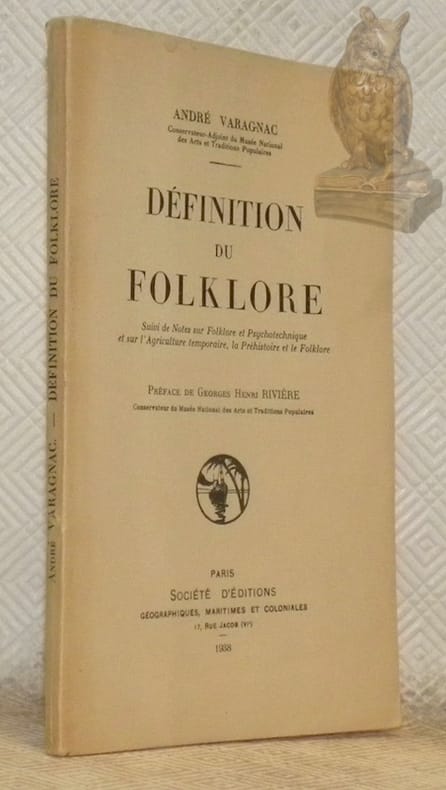 ANDRÉ VARAGNAC
Conservateur-Adjoint du Musée National
des Arts et Traditions Populaires
DÉFINITION
DU
FOLKLORE
Suivi de Notes sur Folklore et Psychotechnique
et sur l'Agriculture temporaire, la Préhistoire et le Folklore
PRÉFACE DE GEORGES HENRI RIVIÈRE
Conservateur du Musée National des Arts et Traditions Populaires
PARIS
SOCIÉTÉ D'ÉDITIONS
GÉOGRAPHIQUES, MARITIMES ET COLONIALES
17, RUE JACOB (VIe)
1938
ANDRÉ VARAGNAC. — DÉFINITION DU FOLKLORE